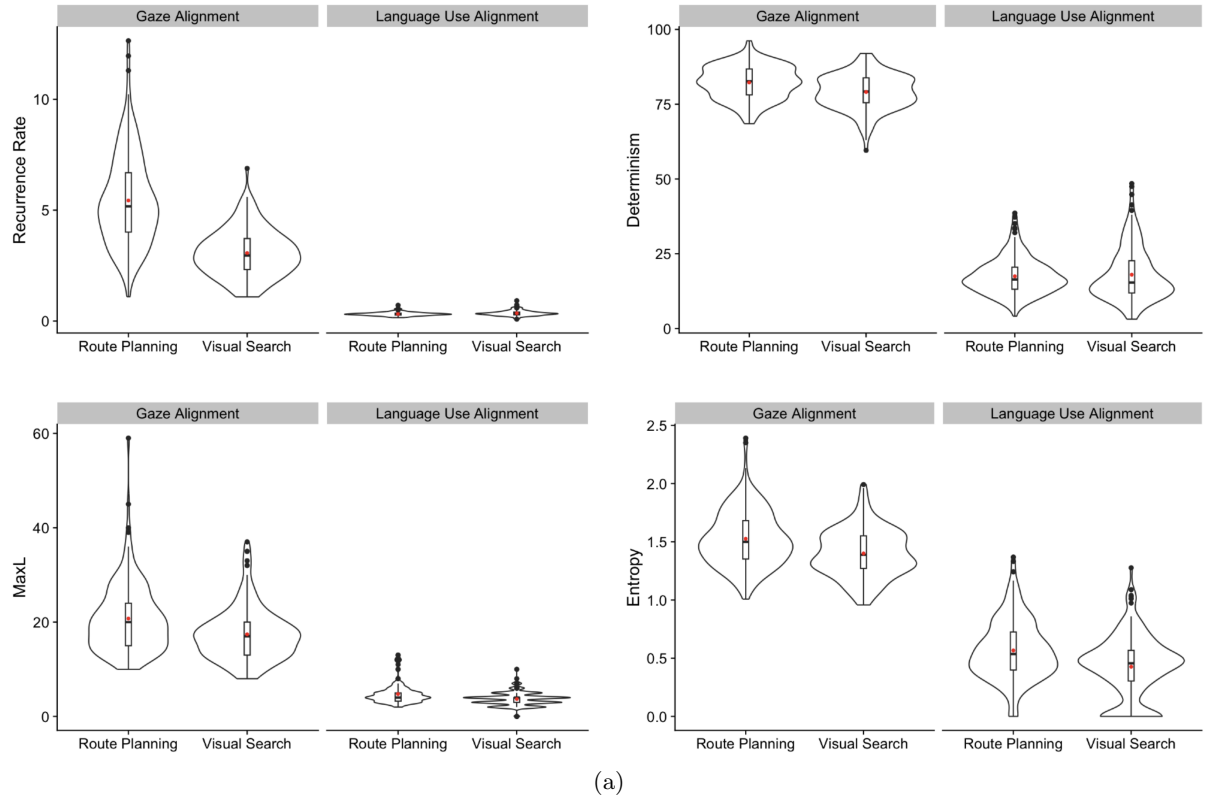 Gaze Alignment Language Use Alignment
Recurrence Rate
10
5
0
Route Planning Visual Search Route Planning Visual Search
Gaze Alignment Language Use Alignment
Determinism
100
75
50
25
0
Route Planning Visual Search Route Planning Visual Search
Gaze Alignment Language Use Alignment
MaxL
60
40
20
0
Route Planning Visual Search Route Planning Visual Search
Gaze Alignment Language Use Alignment
Entropy
2.5
2.0
1.5
1.0
0.5
0.0
Route Planning Visual Search Route Planning Visual Search
(a)